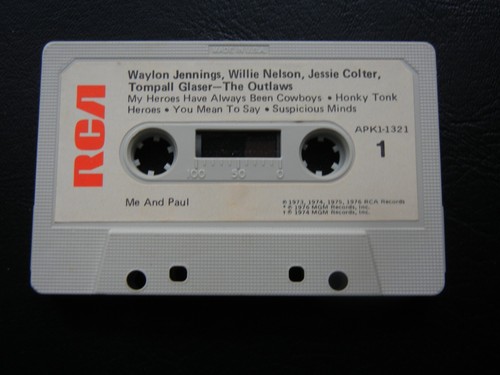 MADE IN U.S.A.
Waylon Jennings, Willie Nelson, Jessie Colter,
Tompall Glaser—The Outlaws
My Heroes Have Always Been Cowboys • Honky Tonk
Heroes • You Mean To Say • Suspicious Minds
RCA
APK1-1321
1
100 50 0
Me And Paul
℗ 1973, 1974, 1975, 1976 RCA Records
* ℗ 1976 MGM Records, Inc.
† ℗ 1974 MGM Records, Inc.